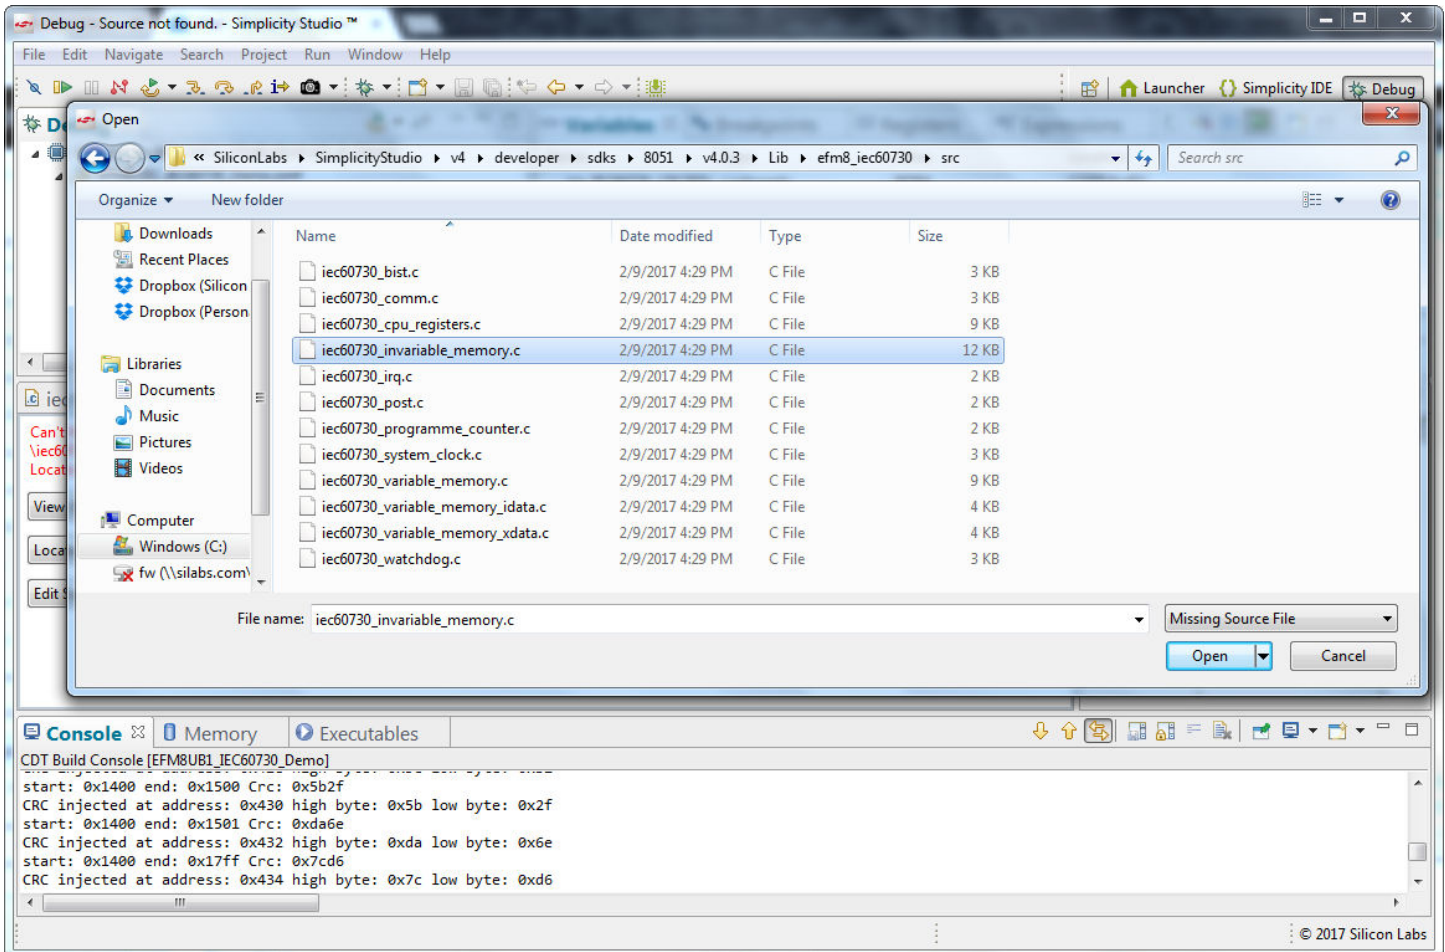 Debug - Source not found. - Simplicity Studio ™
File Edit Navigate Search Project Run Window Help
Launcher {} Simplicity IDE Debug
Open
« SiliconLabs ▸ SimplicityStudio ▸ v4 ▸ developer ▸ sdks ▸ 8051 ▸ v4.0.3 ▸ Lib ▸ efm8_iec60730 ▸ src
Search src
Organize New folder
Downloads
Recent Places
Dropbox (Silicon
Dropbox (Person
Libraries
Documents
Music
Pictures
Videos
Computer
Windows (C:)
fw (\\silabs.com\
Name Date modified Type Size
iec60730_bist.c 2/9/2017 4:29 PM C File 3 KB
iec60730_comm.c 2/9/2017 4:29 PM C File 3 KB
iec60730_cpu_registers.c 2/9/2017 4:29 PM C File 9 KB
iec60730_invariable_memory.c 2/9/2017 4:29 PM C File 12 KB
iec60730_irq.c 2/9/2017 4:29 PM C File 2 KB
iec60730_post.c 2/9/2017 4:29 PM C File 2 KB
iec60730_programme_counter.c 2/9/2017 4:29 PM C File 2 KB
iec60730_system_clock.c 2/9/2017 4:29 PM C File 3 KB
iec60730_variable_memory.c 2/9/2017 4:29 PM C File 9 KB
iec60730_variable_memory_idata.c 2/9/2017 4:29 PM C File 4 KB
iec60730_variable_memory_xdata.c 2/9/2017 4:29 PM C File 4 KB
iec60730_watchdog.c 2/9/2017 4:29 PM C File 3 KB
File name: iec60730_invariable_memory.c
Missing Source File
Open Cancel
Can't
\iec60
Locat
View
Locat
Edit S
Console Memory Executables
CDT Build Console [EFM8UB1_IEC60730_Demo]
start: 0x1400 end: 0x1500 Crc: 0x5b2f
CRC injected at address: 0x430 high byte: 0x5b low byte: 0x2f
start: 0x1400 end: 0x1501 Crc: 0xda6e
CRC injected at address: 0x432 high byte: 0xda low byte: 0x6e
start: 0x1400 end: 0x17ff Crc: 0x7cd6
CRC injected at address: 0x434 high byte: 0x7c low byte: 0xd6
© 2017 Silicon Labs